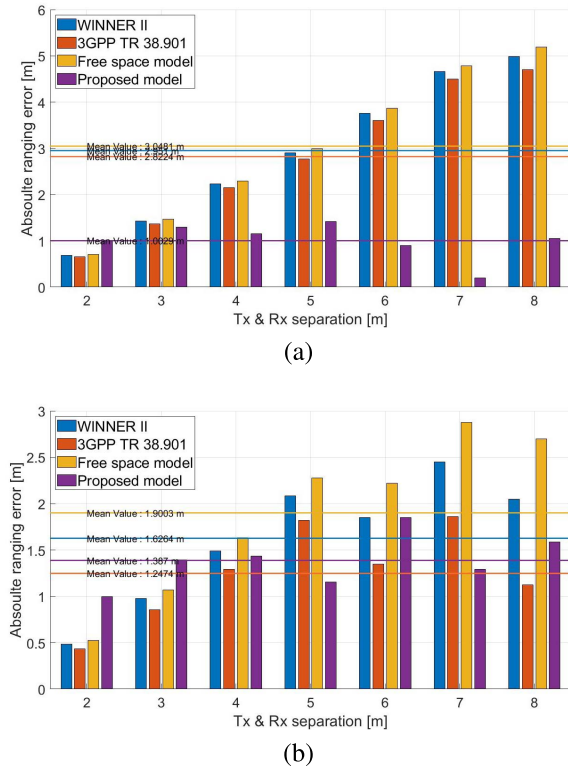 6
5
4
3
2
1
0
Absoulte ranging error [m]
WINNER II
3GPP TR 38.901
Free space model
Proposed model
Mean Value : 3.0481 m
Mean Value : 2.8224 m
Mean Value : 1.0029 m
2 3 4 5 6 7 8
Tx & Rx separation [m]
(a)
3
2.5
2
1.5
1
0.5
0
Absoulte ranging error [m]
WINNER II
3GPP TR 38.901
Free space model
Proposed model
Mean Value : 1.9003 m
Mean Value : 1.6264 m
Mean Value : 1.387 m
Mean Value : 1.2474 m
2 3 4 5 6 7 8
Tx & Rx separation [m]
(b)